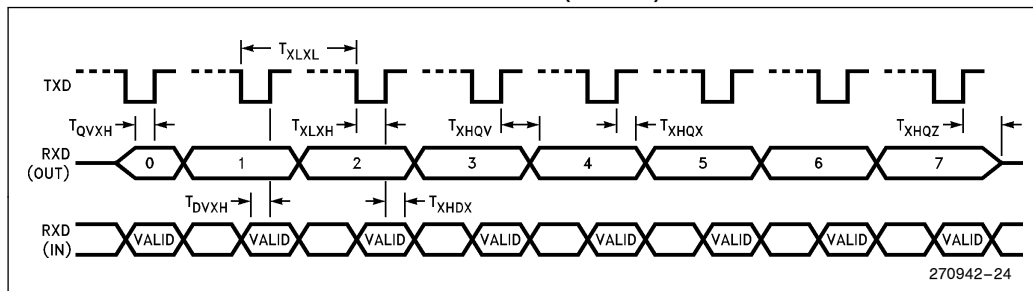 T_XLXL
TXD
T_QVXH T_XLXH T_XHQV T_XHQX T_XHQZ
RXD (OUT) 0 1 2 3 4 5 6 7
T_DVXH T_XHDX
RXD (IN) VALID VALID VALID VALID VALID VALID VALID VALID
270942–24